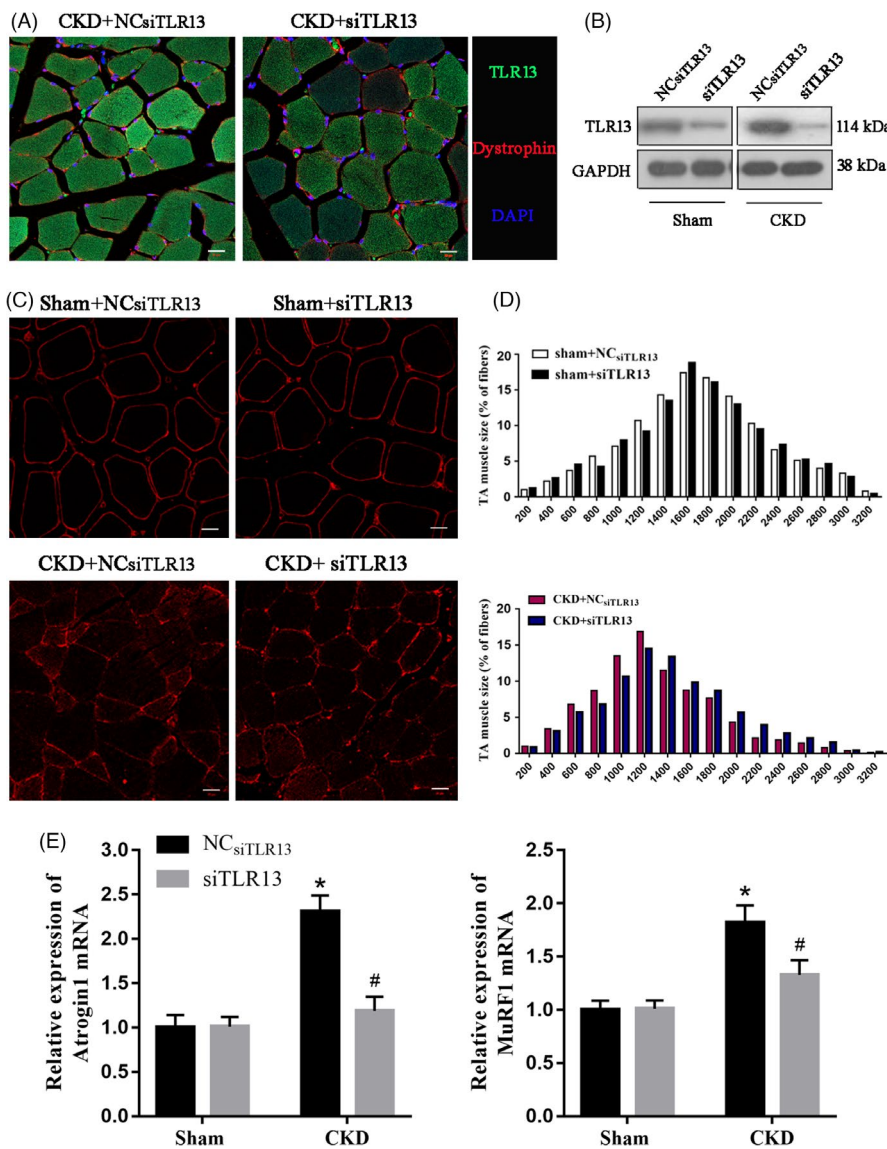 (A)
CKD+NCsiTLR13
CKD+siTLR13
TLR13
Dystrophin
DAPI
(B)
NCsiTLR13
siTLR13
NCsiTLR13
siTLR13
TLR13
114 kDa
GAPDH
38 kDa
Sham
CKD
(C)
Sham+NCsiTLR13
Sham+siTLR13
CKD+NCsiTLR13
CKD+ siTLR13
(D)
sham+NCsiTLR13
sham+siTLR13
TA muscle size (% of fibers)
20
15
10
5
0
200 400 600 800 1000 1200 1400 1600 1800 2000 2200 2400 2600 2800 3000 3200
CKD+NCsiTLR13
CKD+siTLR13
TA muscle size (% of fibers)
20
15
10
5
0
200 400 600 800 1000 1200 1400 1600 1800 2000 2200 2400 2600 2800 3000 3200
(E)
NCsiTLR13
siTLR13
Relative expression of
Atrogin1 mRNA
3.0
2.5
2.0
1.5
1.0
0.5
0.0
*
#
Sham CKD
Relative expression of
MuRF1 mRNA
2.5
2.0
1.5
1.0
0.5
0.0
*
#
Sham CKD